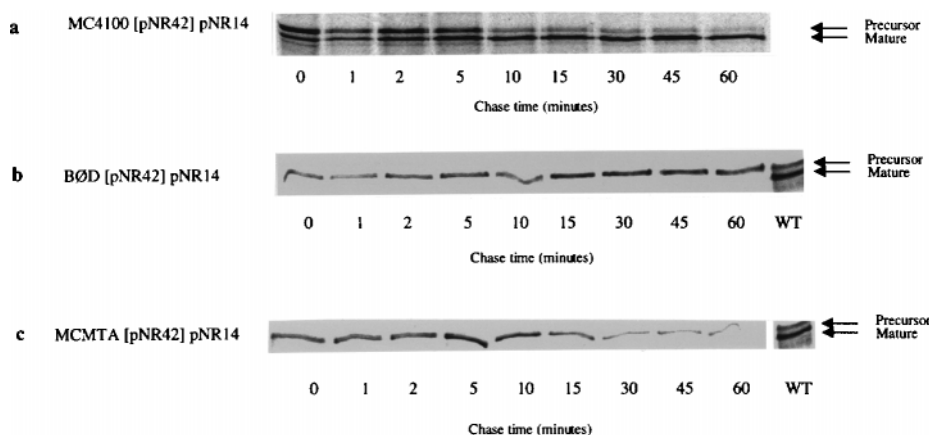 a MC4100 [pNR42] pNR14
Precursor
Mature
0 1 2 5 10 15 30 45 60
Chase time (minutes)
b BØD [pNR42] pNR14
Precursor
Mature
0 1 2 5 10 15 30 45 60 WT
Chase time (minutes)
c MCMTA [pNR42] pNR14
Precursor
Mature
0 1 2 5 10 15 30 45 60 WT
Chase time (minutes)